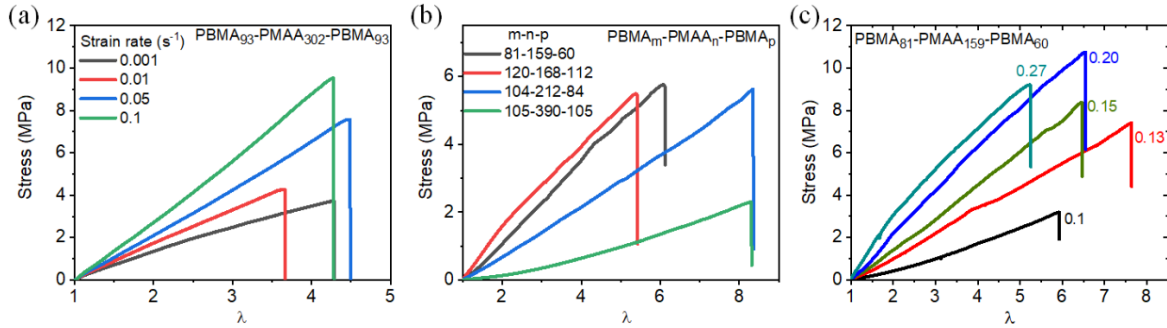 (a)
Strain rate (s⁻¹)
PBMA₉₃-PMAA₃₀₂-PBMA₉₃
0.001
0.01
0.05
0.1
12
10
8
6
4
2
0
Stress (MPa)
1 2 3 4 5
λ
(b)
m-n-p
PBMAₘ-PMAAₙ-PBMAₚ
81-159-60
120-168-112
104-212-84
105-390-105
6
4
2
0
Stress (MPa)
2 4 6 8
λ
(c)
PBMA₈₁-PMAA₁₅₉-PBMA₆₀
0.27
0.20
0.15
0.13
0.1
12
10
8
6
4
2
0
Stress (MPa)
1 2 3 4 5 6 7 8
λ